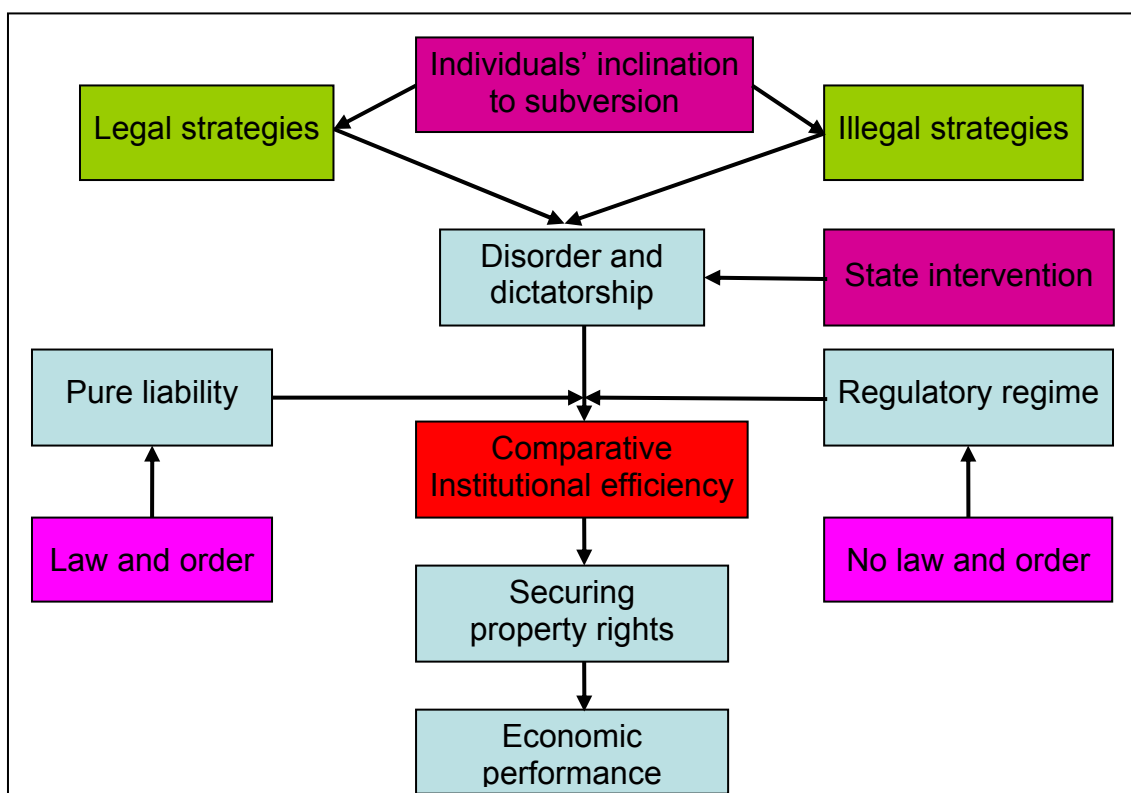 Individuals’ inclination
to subversion
Legal strategies
Illegal strategies
Disorder and
dictatorship
State intervention
Pure liability
Regulatory regime
Comparative
Institutional efficiency
Law and order
No law and order
Securing
property rights
Economic
performance